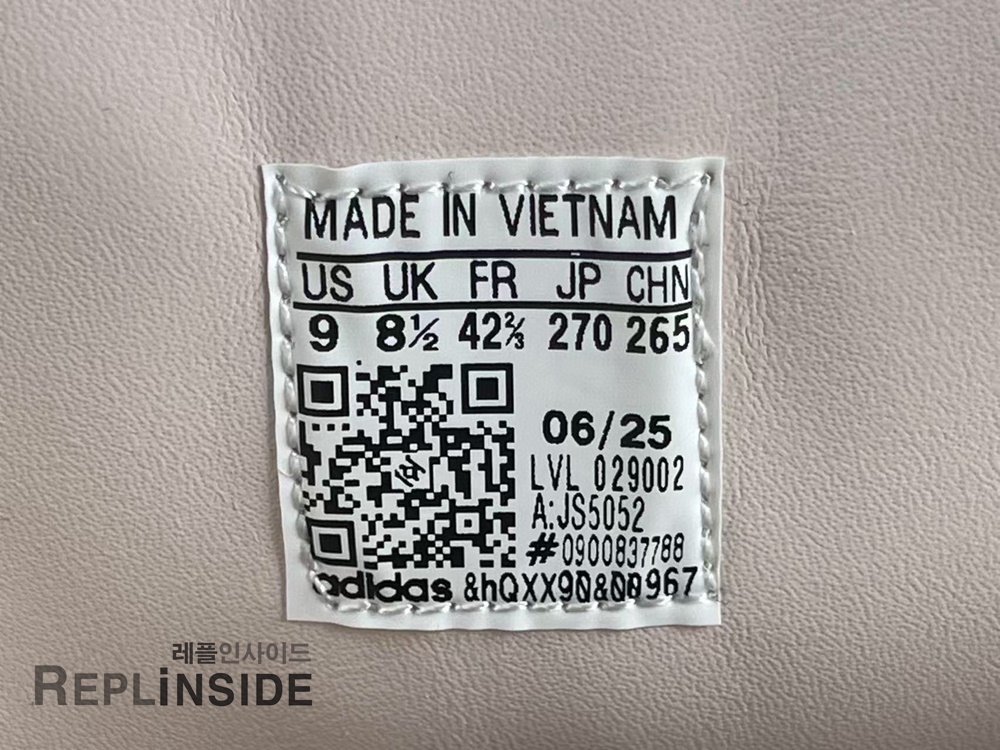 MADE IN VIETNAM
US UK FR JP CHN
9 8½ 42⅔ 270 265
06/25
LVL 029002
A:JS5052
#0900837788
adidas &hQXX90&08967
레플인사이드
REPLINSIDE